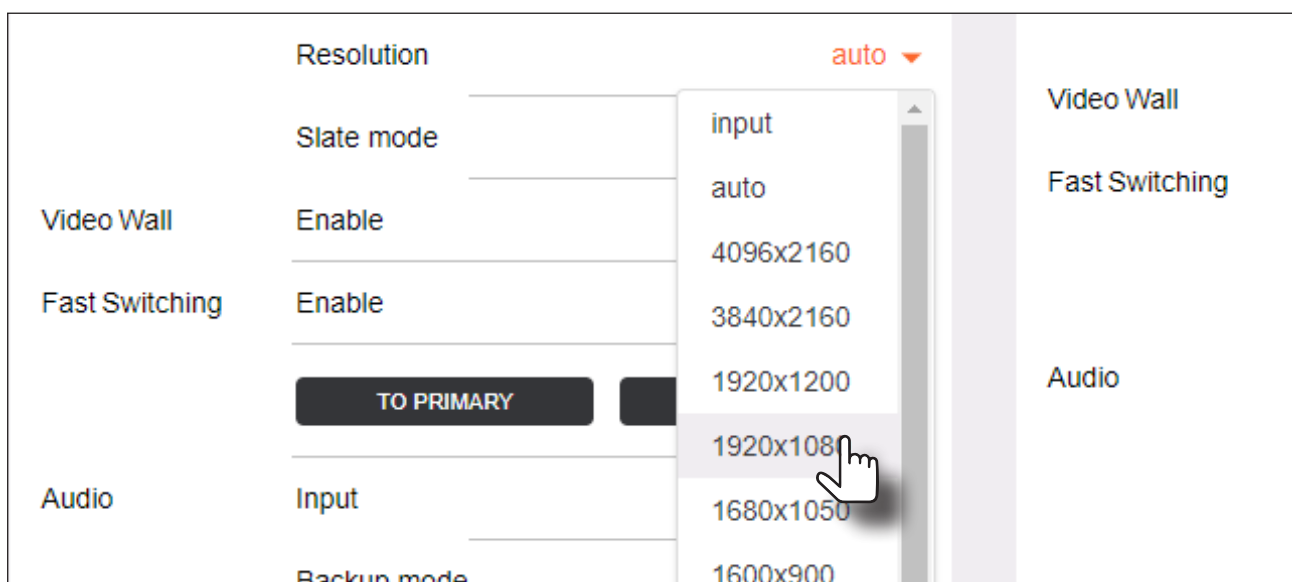 Resolution auto
input
Slate mode
auto
Video Wall Enable
4096x2160
Fast Switching Enable
3840x2160
1920x1200
TO PRIMARY
1920x1080
Audio Input
1680x1050
Backup mode
1600x900
Video Wall
Fast Switching
Audio